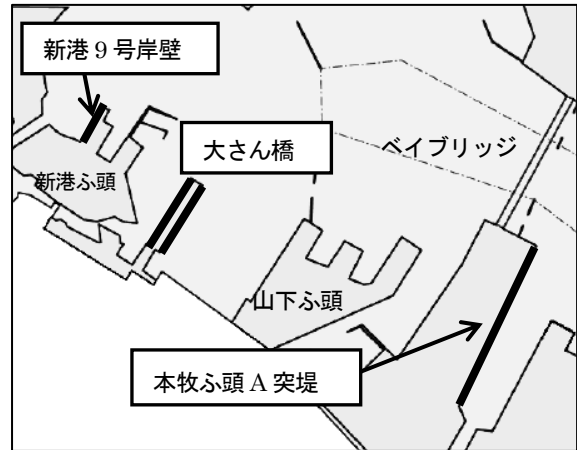 新港９号岸壁
ベイブリッジ
大さん橋
新港ふ頭
山下ふ頭
本牧ふ頭 A 突堤